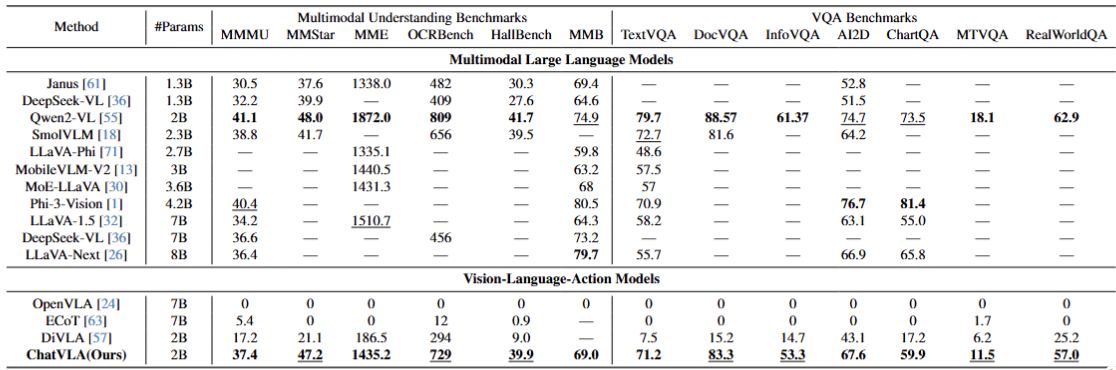 Method #Params Multimodal Understanding Benchmarks VQA Benchmarks
MMMU MMStar MME OCRBench HallBench MMB TextVQA DocVQA InfoVQA AI2D ChartQA MTVQA RealWorldQA
Multimodal Large Language Models
Janus [61] 1.3B 30.5 37.6 1338.0 482 30.3 69.4 — — — 52.8 — — —
DeepSeek-VL [36] 1.3B 32.2 39.9 — 409 27.6 64.6 — — — 51.5 — — —
Qwen2-VL [55] 2B 41.1 48.0 1872.0 809 41.7 74.9 79.7 88.57 61.37 74.7 73.5 18.1 62.9
SmolVLM [18] 2.3B 38.8 41.7 — 656 39.5 — 72.7 81.6 — 64.2 — — —
LLaVA-Phi [71] 2.7B — — 1335.1 — — 59.8 48.6 — — — — — —
MobileVLM-V2 [13] 3B — — 1440.5 — — 63.2 57.5 — — — — — —
MoE-LLaVA [30] 3.6B — — 1431.3 — — 68 57 — — — — — —
Phi-3-Vision [1] 4.2B 40.4 — — — — 80.5 70.9 — — 76.7 81.4 — —
LLaVA-1.5 [32] 7B 34.2 — 1510.7 — — 64.3 58.2 — — 63.1 55.0 — —
DeepSeek-VL [36] 7B 36.6 — — 456 — 73.2 — — — — — — —
LLaVA-Next [26] 8B 36.4 — — — — 79.7 55.7 — — 66.9 65.8 — —
Vision-Language-Action Models
OpenVLA [24] 7B 0 0 0 0 0 0 0 0 0 0 0 0 0
ECoT [63] 7B 5.4 0 0 12 0.9 — 0 0 0 0 0 1.7 0
DiVLA [57] 2B 17.2 21.1 186.5 294 9.0 — 7.5 15.2 14.7 43.1 17.2 6.2 25.2
ChatVLA(Ours) 2B 37.4 47.2 1435.2 729 39.9 69.0 71.2 83.3 53.3 67.6 59.9 11.5 57.0